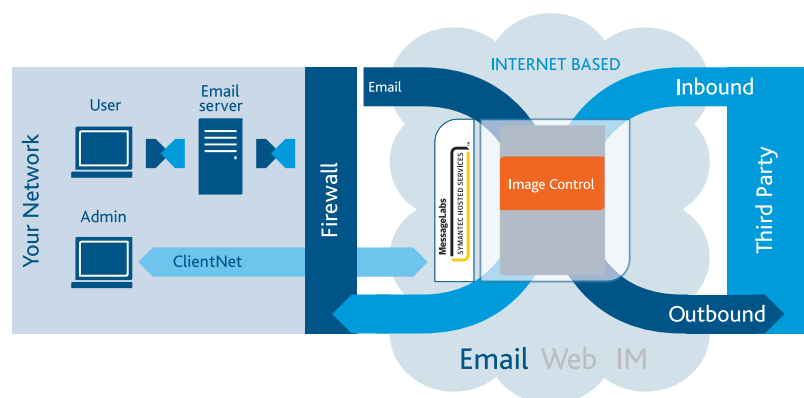 INTERNET BASED
Email
Inbound
User
Email
server
Your Network
Firewall
MessageLabs
SYMANTEC HOSTED SERVICES™
Image Control
Third Party
Admin
ClientNet
Outbound
Email Web IM